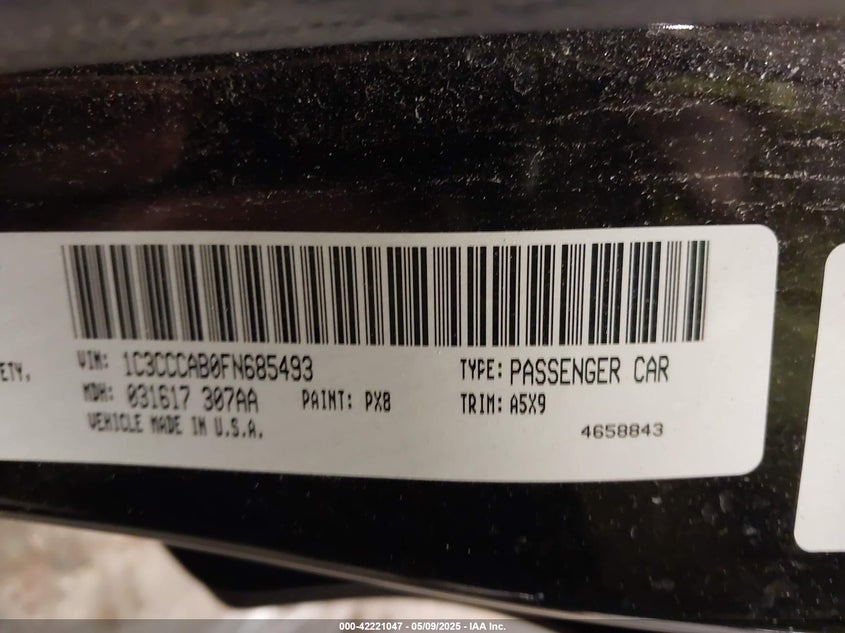 ETY,
VIN: 1C3CCCAB0FN685493
TYPE: PASSENGER CAR
MDH: 031617 307AA
PAINT: PX8
TRIM: A5X9
VEHICLE MADE IN U.S.A.
4658843
000-42221047 - 05/09/2025 - IAA Inc.